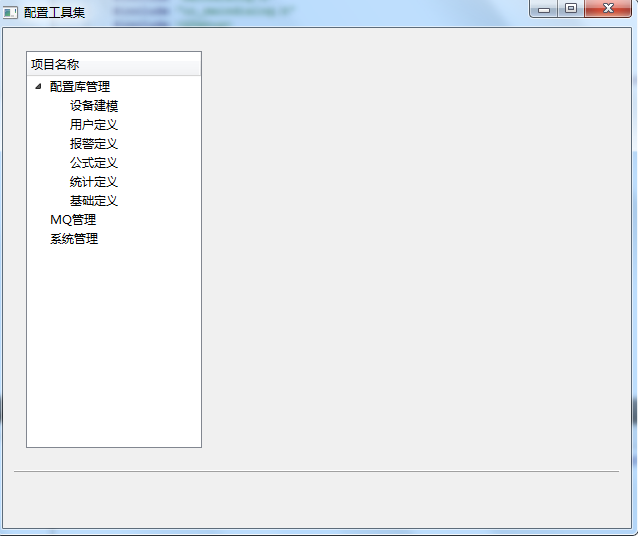 配置工具集
项目名称
配置库管理
设备建模
用户定义
报警定义
公式定义
统计定义
基础定义
MQ管理
系统管理